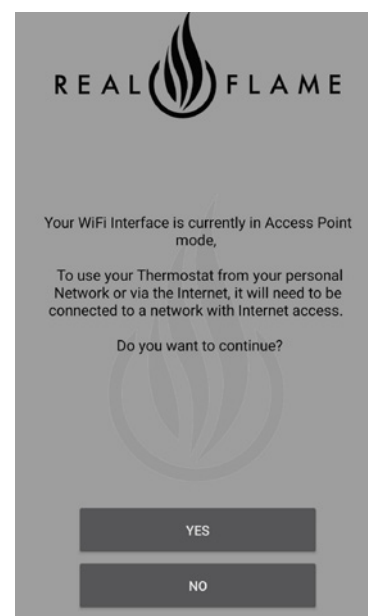 REAL FLAME
Your WiFi Interface is currently in Access Point
mode,
To use your Thermostat from your personal
Network or via the Internet, it will need to be
connected to a network with Internet access.
Do you want to continue?
YES
NO